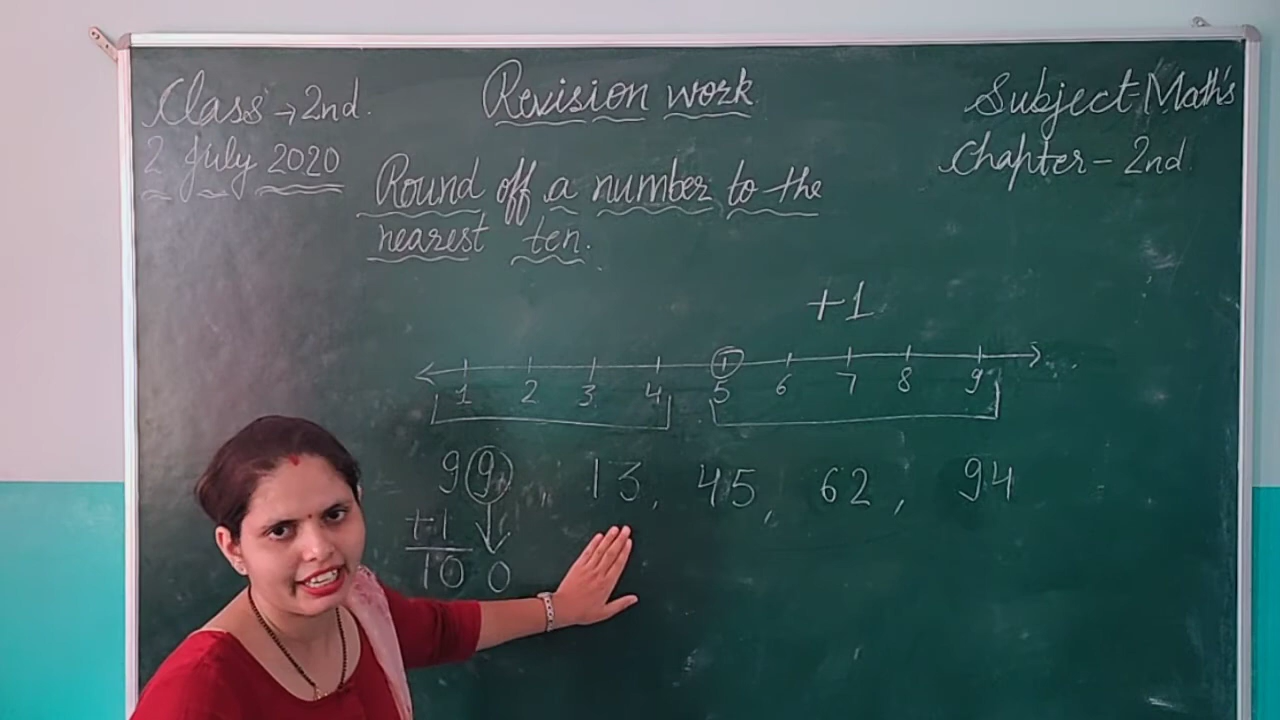 Class → 2nd.
Revision work
Subject-Math's
2 July 2020
Chapter - 2nd
Round off a number to the
nearest ten.
+1
1 2 3 4 5 6 7 8 9
99, 13, 45, 62, 94
+1
10 0